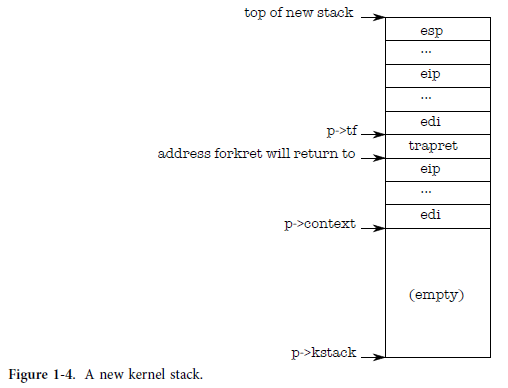 top of new stack
esp
...
eip
...
edi
p->tf
trapret
address forkret will return to
eip
...
edi
p->context
(empty)
p->kstack
Figure 1-4. A new kernel stack.